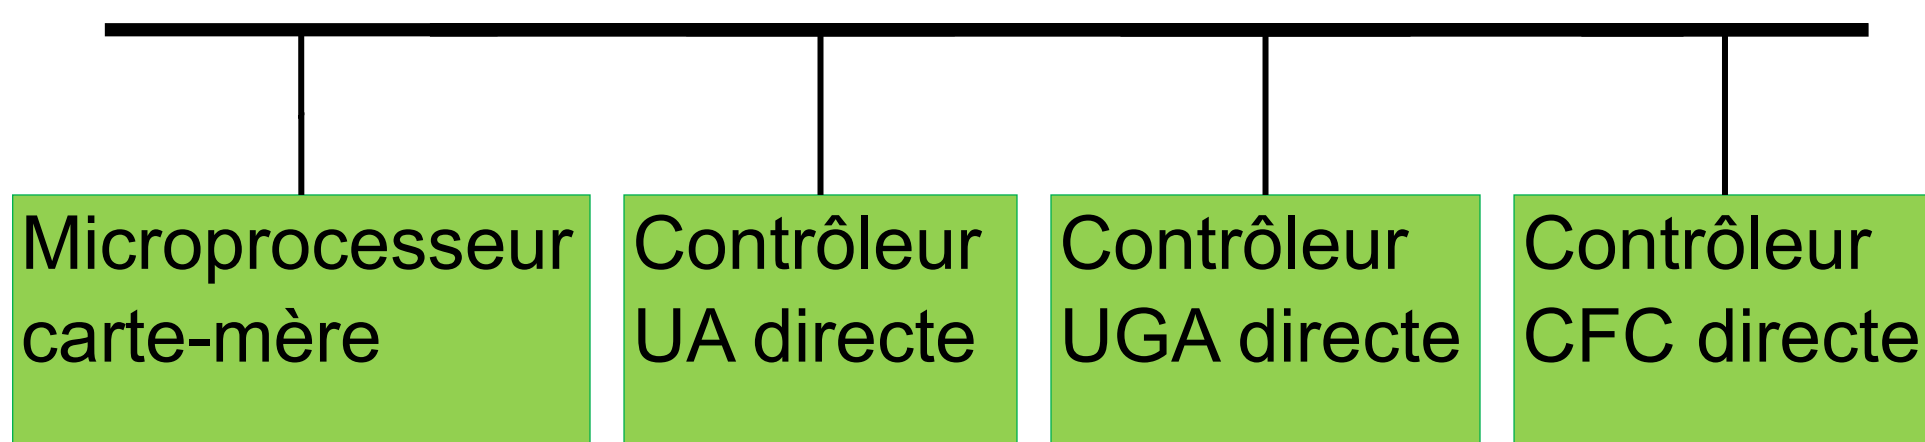 Microprocesseur
carte-mère
Contrôleur
UA directe
Contrôleur
UGA directe
Contrôleur
CFC directe